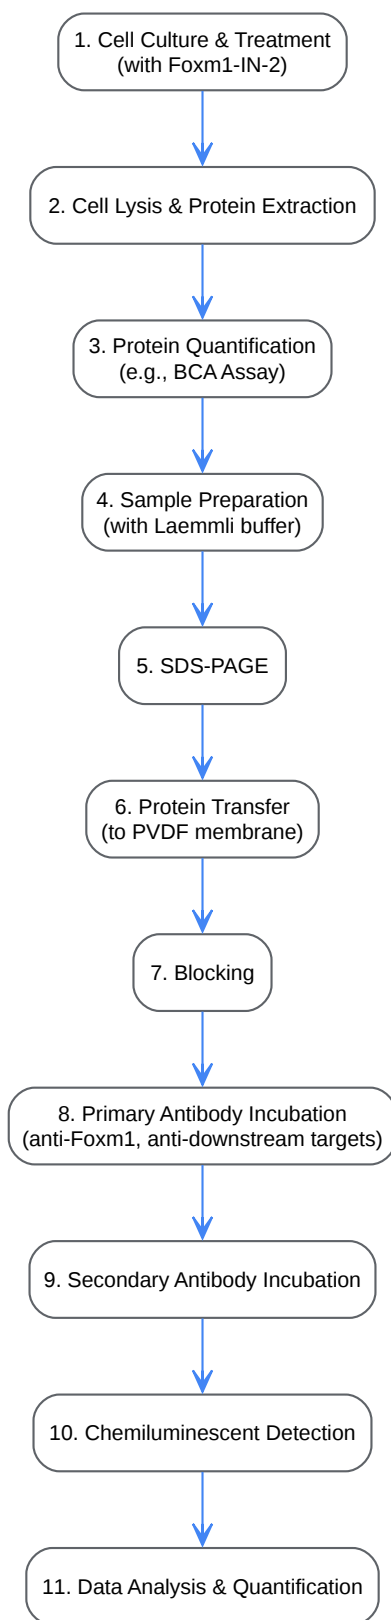 1. Cell Culture & Treatment
(with Foxm1-IN-2)
2. Cell Lysis & Protein Extraction
3. Protein Quantification
(e.g., BCA Assay)
4. Sample Preparation
(with Laemmli buffer)
5. SDS-PAGE
6. Protein Transfer
(to PVDF membrane)
7. Blocking
8. Primary Antibody Incubation
(anti-Foxm1, anti-downstream targets)
9. Secondary Antibody Incubation
10. Chemiluminescent Detection
11. Data Analysis & Quantification